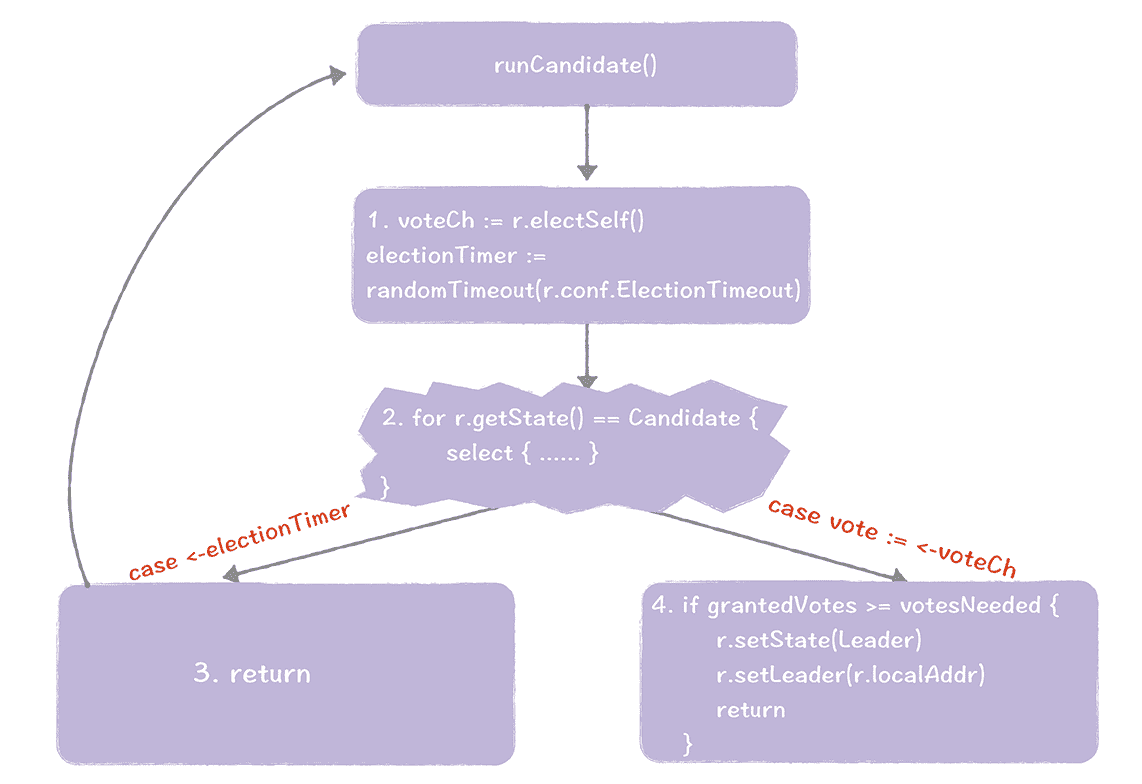 runCandidate()
1. voteCh := r.electSelf()
electionTimer :=
randomTimeout(r.conf.ElectionTimeout)
2. for r.getState() == Candidate {
select { ...... }
}
case <-electionTimer
case vote := <-voteCh
3. return
4. if grantedVotes >= votesNeeded {
r.setState(Leader)
r.setLeader(r.localAddr)
return
}